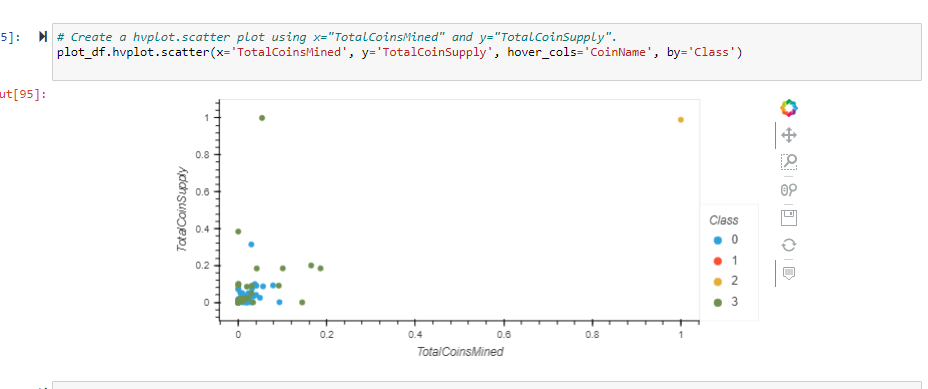 5]:
# Create a hvplot.scatter plot using x="TotalCoinsMined" and y="TotalCoinSupply".
plot_df.hvplot.scatter(x='TotalCoinsMined', y='TotalCoinSupply', hover_cols='CoinName', by='Class')
ut[95]:
1
0.8
0.6
0.4
0.2
0
TotalCoinSupply
0
0.2
0.4
0.6
0.8
1
TotalCoinsMined
Class
0
1
2
3